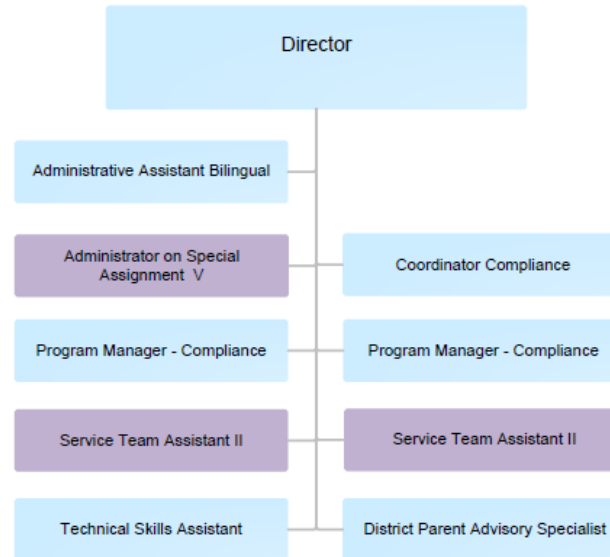 Director
Administrative Assistant Bilingual
Administrator on Special
Assignment V
Coordinator Compliance
Program Manager - Compliance
Program Manager - Compliance
Service Team Assistant II
Service Team Assistant II
Technical Skills Assistant
District Parent Advisory Specialist